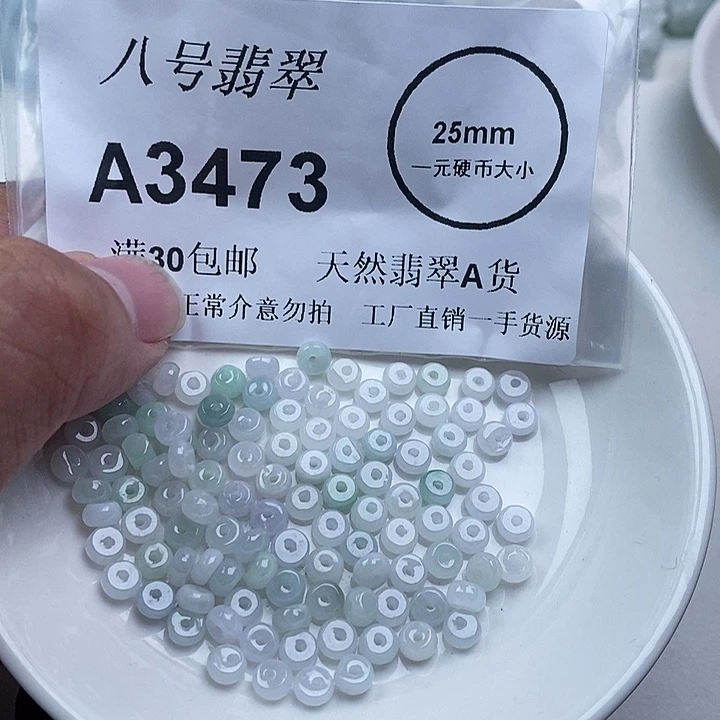 八号翡翠
25mm
一元硬币大小
A3473
满30包邮 天然翡翠A货
正常介意勿拍 工厂直销一手货源